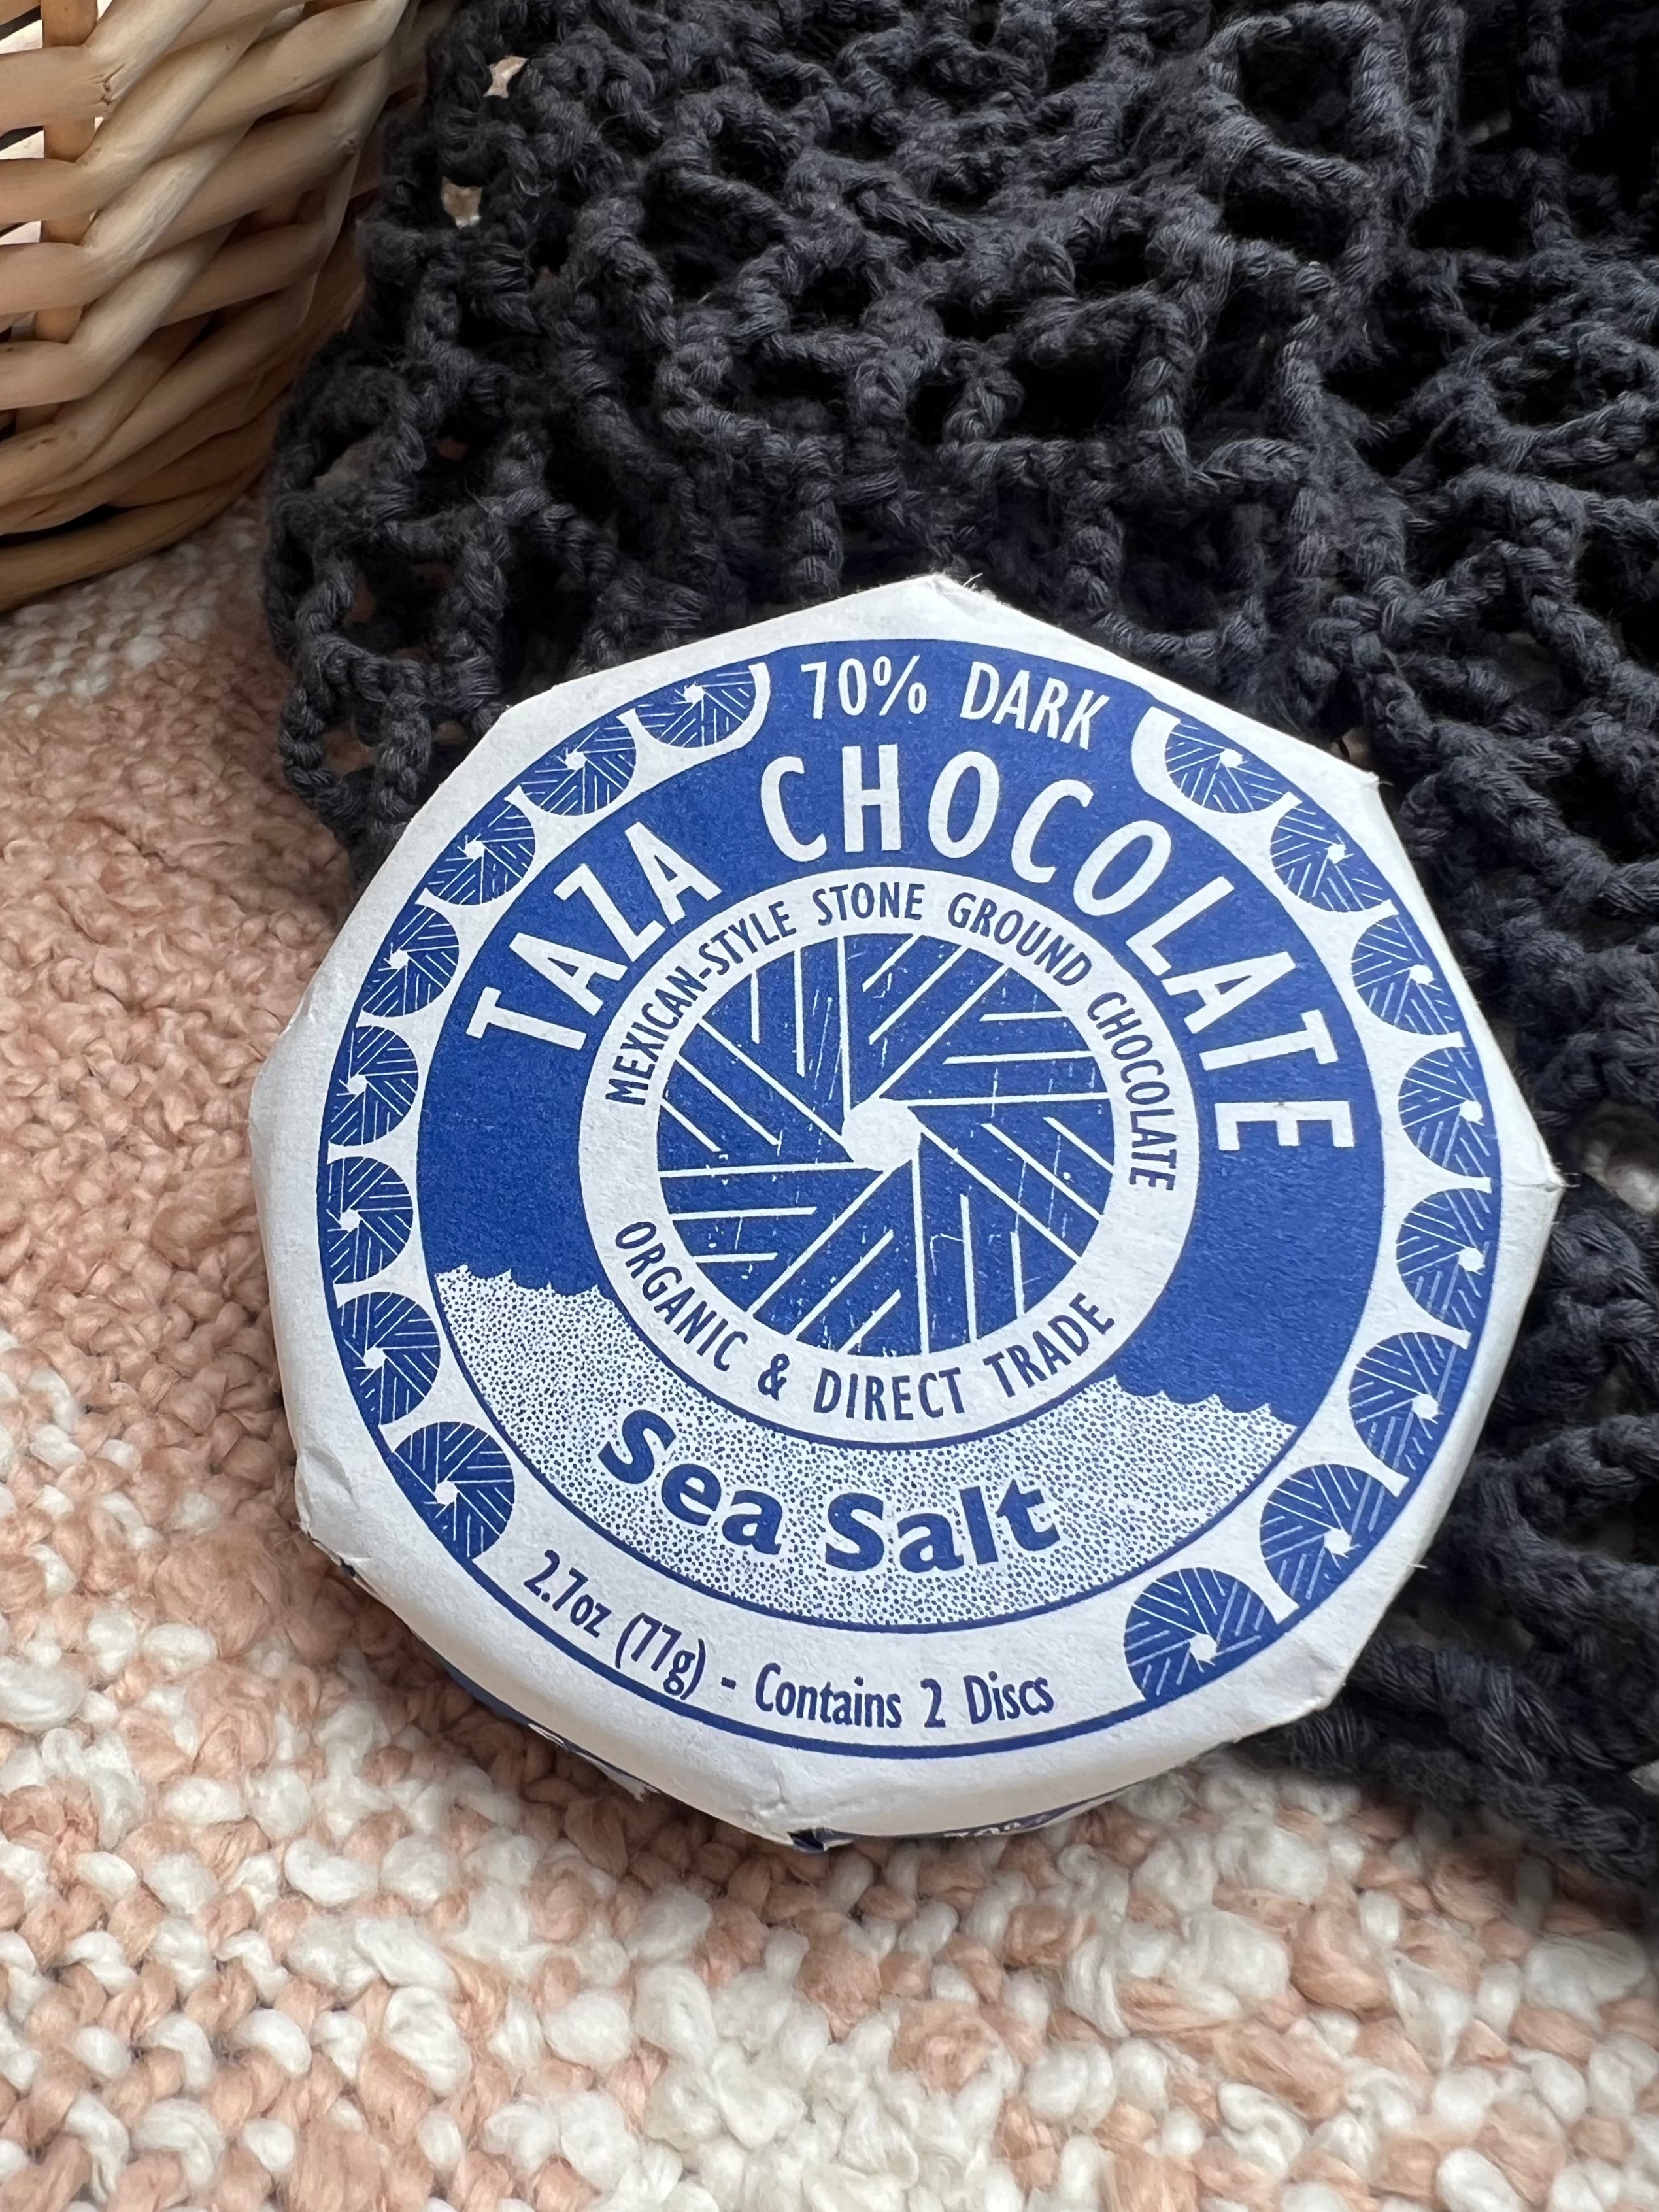 70% DARK
TAZA CHOCOLATE
MEXICAN-STYLE STONE GROUND CHOCOLATE
ORGANIC & DIRECT TRADE
Sea Salt
2.7oz (77g) - Contains 2 Discs